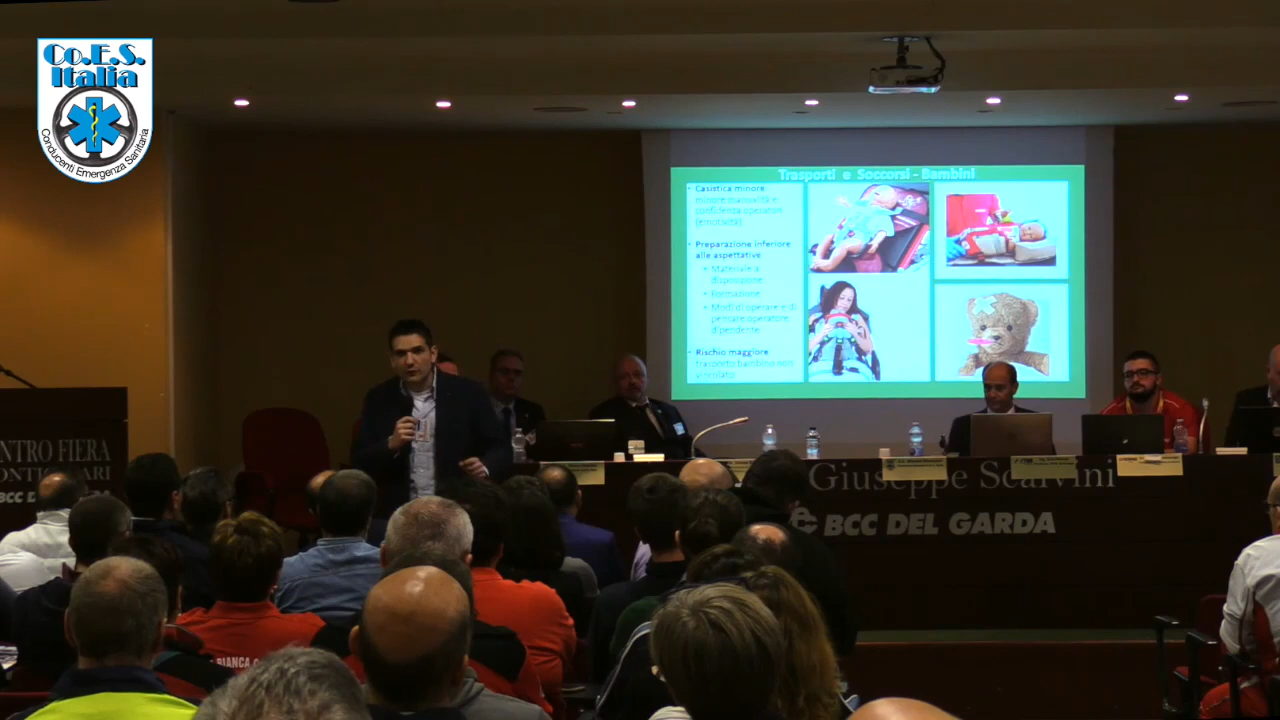 Co.E.S.
Italia
Conducenti Emergenza Sanitaria
Trasporti e Soccorsi - Bambini
• Casistica minore:
minore manualità e
confidenza operatori
(emotività)
• Preparazione inferiore
alle aspettative:
• Materiale a
disposizione
• Formazione
• Modi di operare e di
pensare operatore
dipendente
• Rischio maggiore
trasporto bambino non
vincolato
NTRO FIERA
BCC D
Giuseppe Scalvini
BCC DEL GARDA
BIANCA